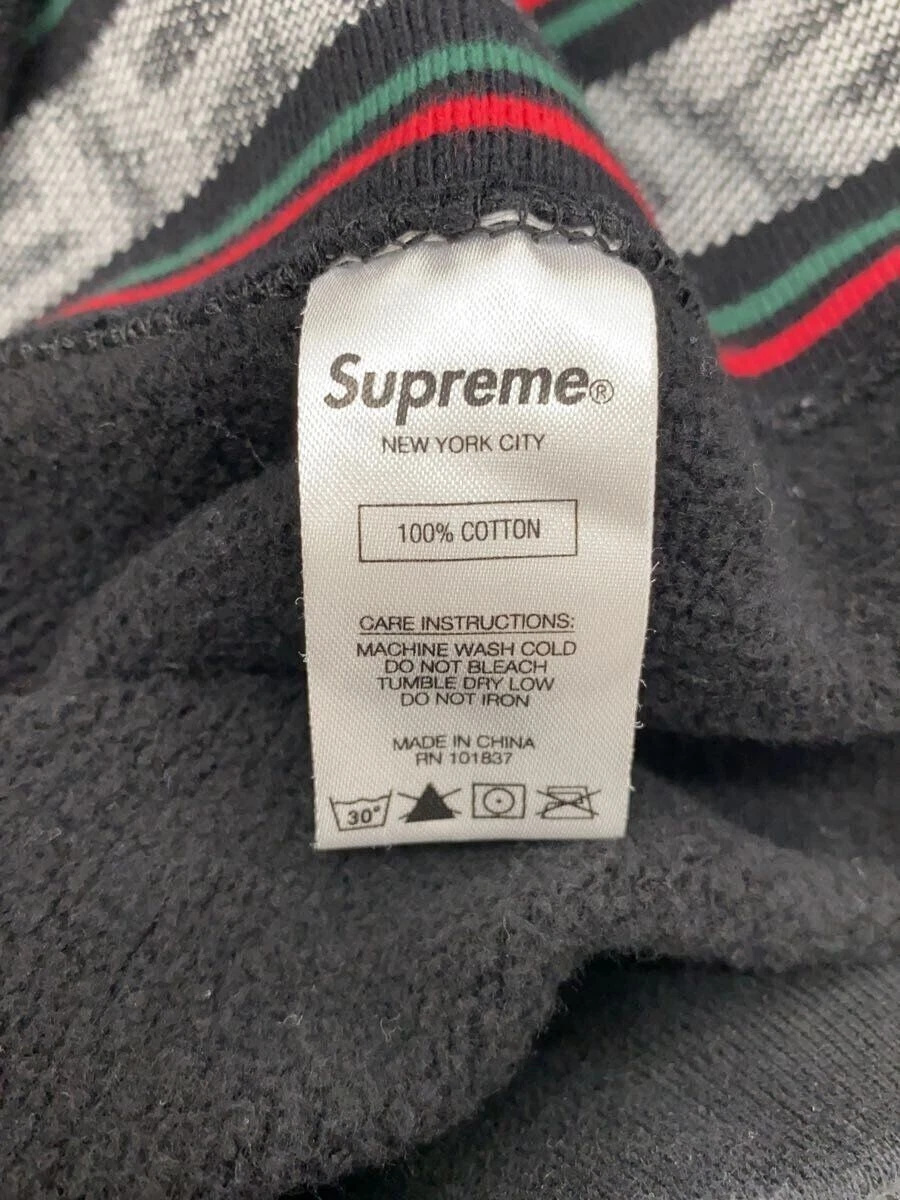 Supreme®
NEW YORK CITY
100% COTTON
CARE INSTRUCTIONS:
MACHINE WASH COLD
DO NOT BLEACH
TUMBLE DRY LOW
DO NOT IRON
MADE IN CHINA
RN 101837
30°